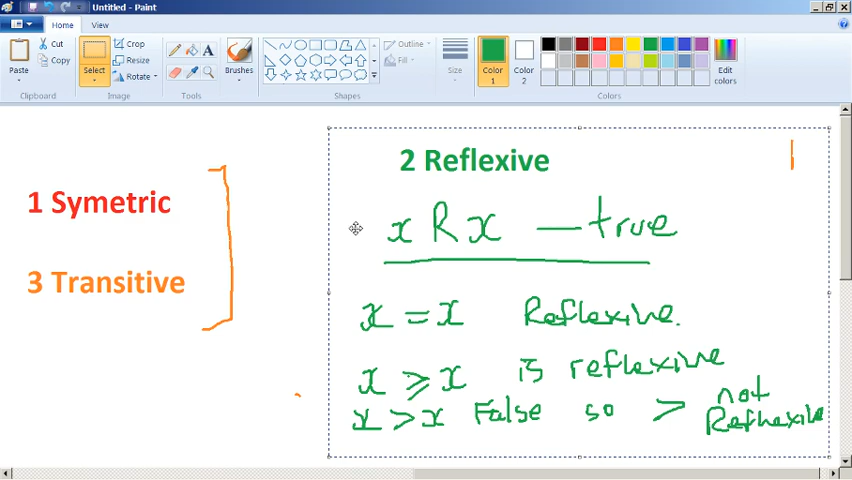 Untitled - Paint
Home View
Paste
Cut
Copy
Clipboard
Select
Crop
Resize
Rotate
Image
Tools
Brushes
Shapes
Outline
Fill
Size
Color 1
Color 2
Edit colors
Colors
1 Symetric
3 Transitive
2 Reflexive
x R x — true
x = x Reflexive.
x ⩾ x is reflexive
x > x False so > not Reflexive